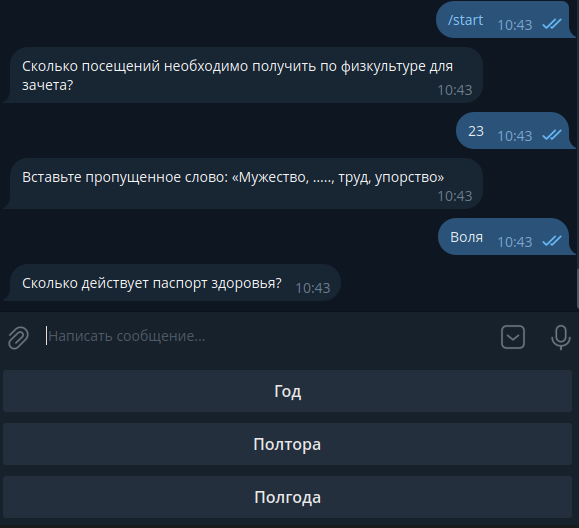 /start 10:43
Сколько посещений необходимо получить по физкультуре для
зачета?
10:43
23 10:43
Вставьте пропущенное слово: «Мужество, ....., труд, упорство»
10:43
Воля 10:43
Сколько действует паспорт здоровья? 10:43
Написать сообщение...
Год
Полтора
Полгода